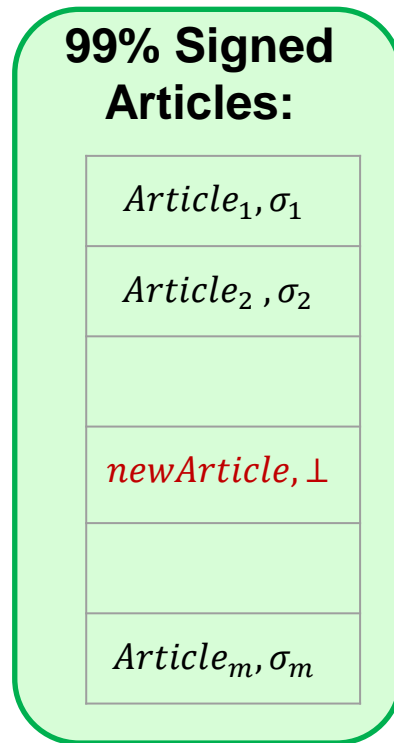 99% Signed
Articles:
Article₁, σ₁
Article₂ , σ₂
newArticle, ⊥
Articleₘ, σₘ